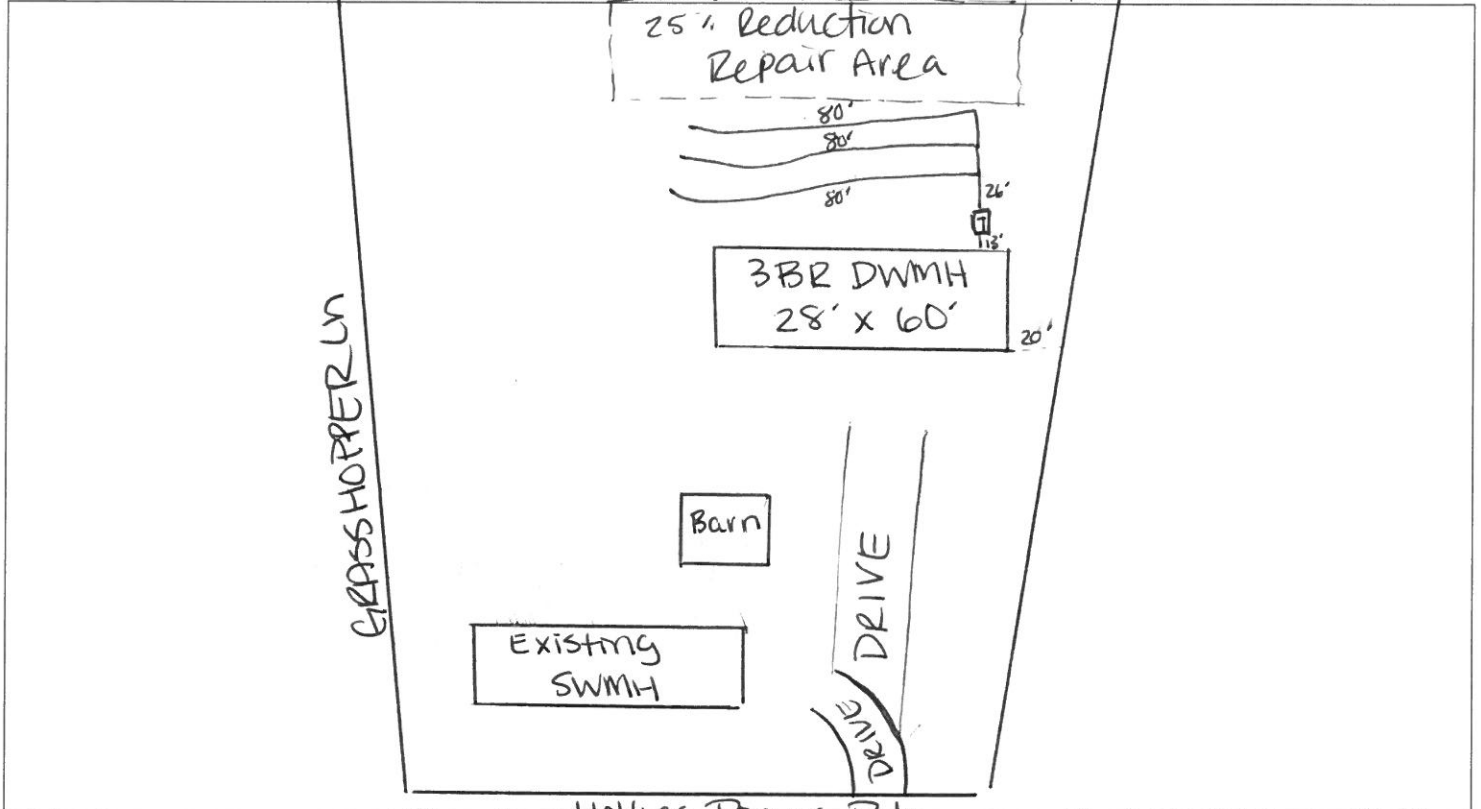 25% Reduction
Repair Area
80'
80'
80'
26'
T
13'
3BR DWMH
28' x 60'
20'
GRASSHOPPER Ln
Barn
DRIVE
Existing
SWMH
DRIVE
Rd